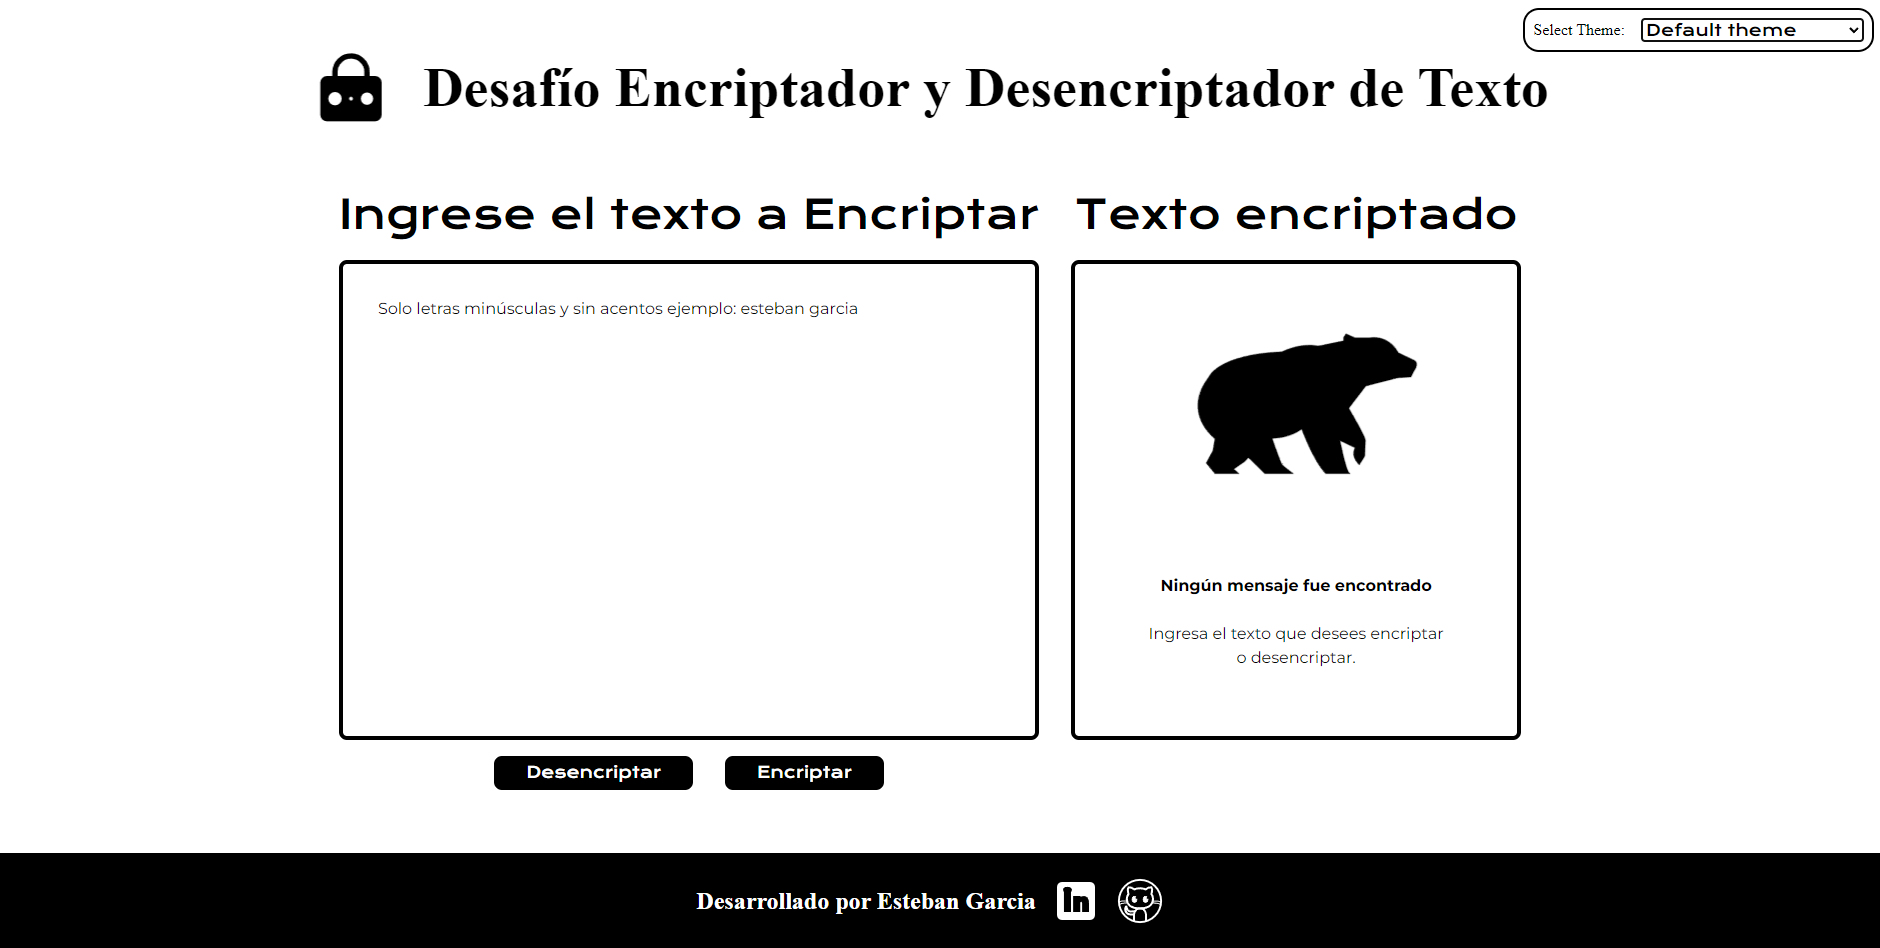 Select Theme: Default theme
Desafío Encriptador y Desencriptador de Texto
Ingrese el texto a Encriptar
Solo letras minúsculas y sin acentos ejemplo: esteban garcia
Desencriptar
Encriptar
Texto encriptado
Ningún mensaje fue encontrado
Ingresa el texto que desees encriptar
o desencriptar.
Desarrollado por Esteban Garcia
In